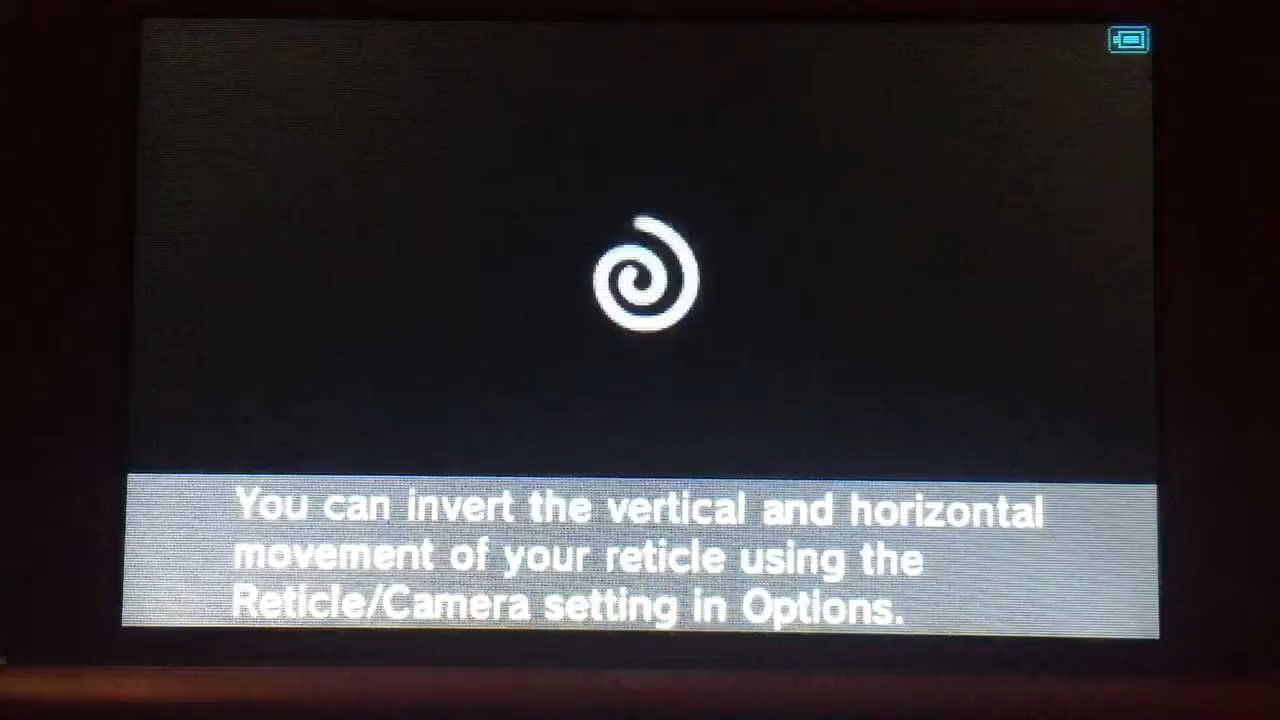 You can invert the vertical and horizontal
movement of your reticle using the
Reticle/Camera setting in Options.